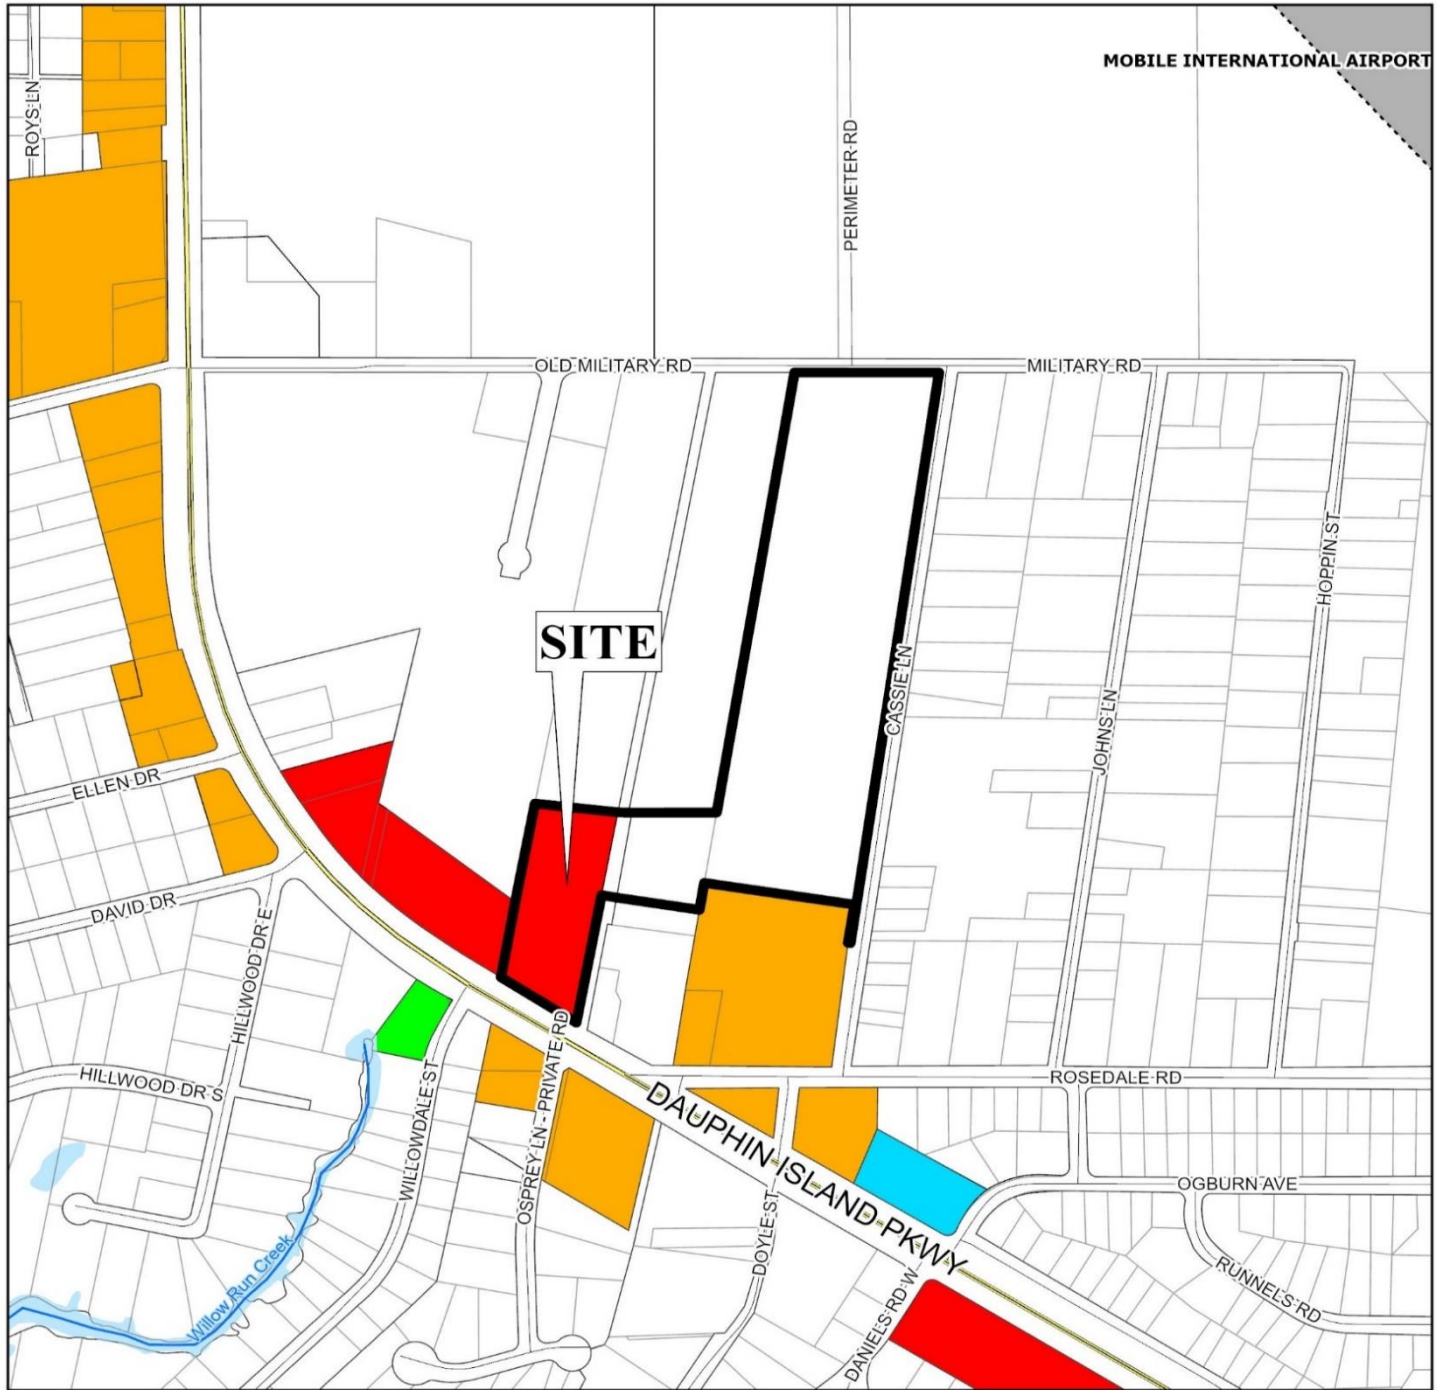 MOBILE INTERNATIONAL AIRPORT
ROYS LN
PERIMETER RD
OLD MILITARY RD
MILITARY RD
HOPPIN ST
SITE
CASSIE LN
JOHNS LN
ELLEN DR
DAVID DR
HILLWOOD DR E
HILLWOOD DR S
WILLOWDALE ST
OSPREY LN - PRIVATE RD
ROSEDALE RD
DAUPHIN ISLAND PKWY
OGBURN AVE
DOYLE ST
Willow Run Creek
DANIELS RD W
RUNNELS RD